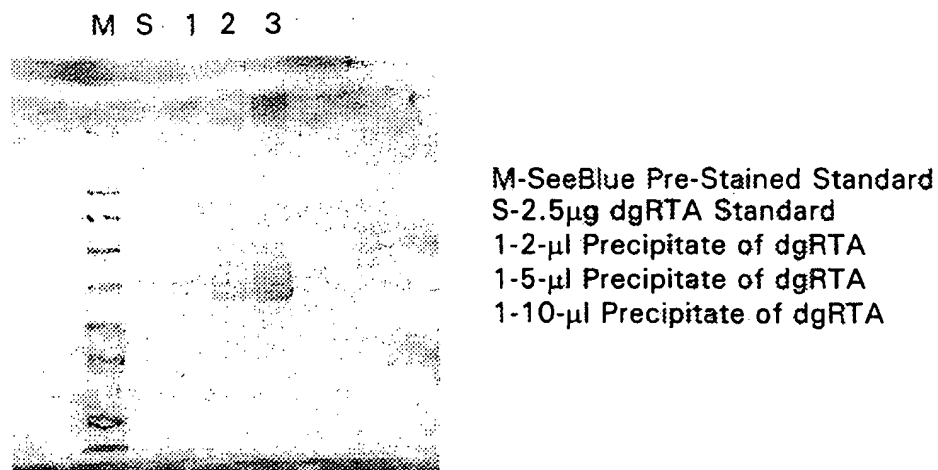 M S 1 2 3
M-SeeBlue Pre-Stained Standard
S-2.5µg dgRTA Standard
1-2-µl Precipitate of dgRTA
1-5-µl Precipitate of dgRTA
1-10-µl Precipitate of dgRTA